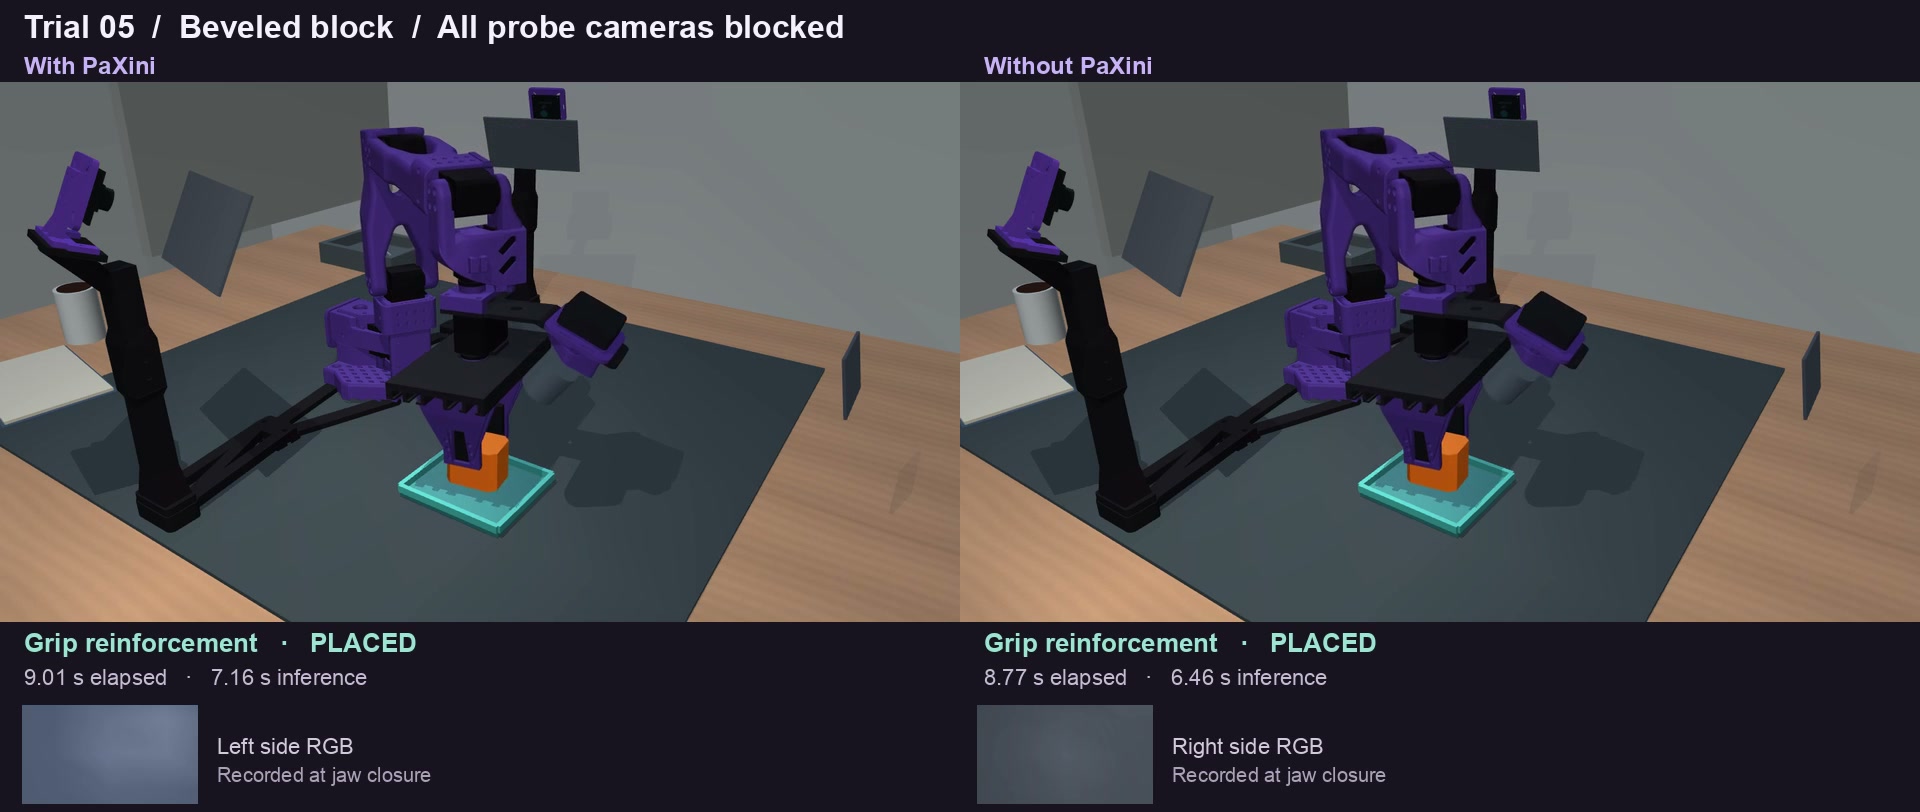 Trial 05 / Beveled block / All probe cameras blocked
With PaXini
Without PaXini
Grip reinforcement · PLACED
9.01 s elapsed · 7.16 s inference
Left side RGB
Recorded at jaw closure
Grip reinforcement · PLACED
8.77 s elapsed · 6.46 s inference
Right side RGB
Recorded at jaw closure